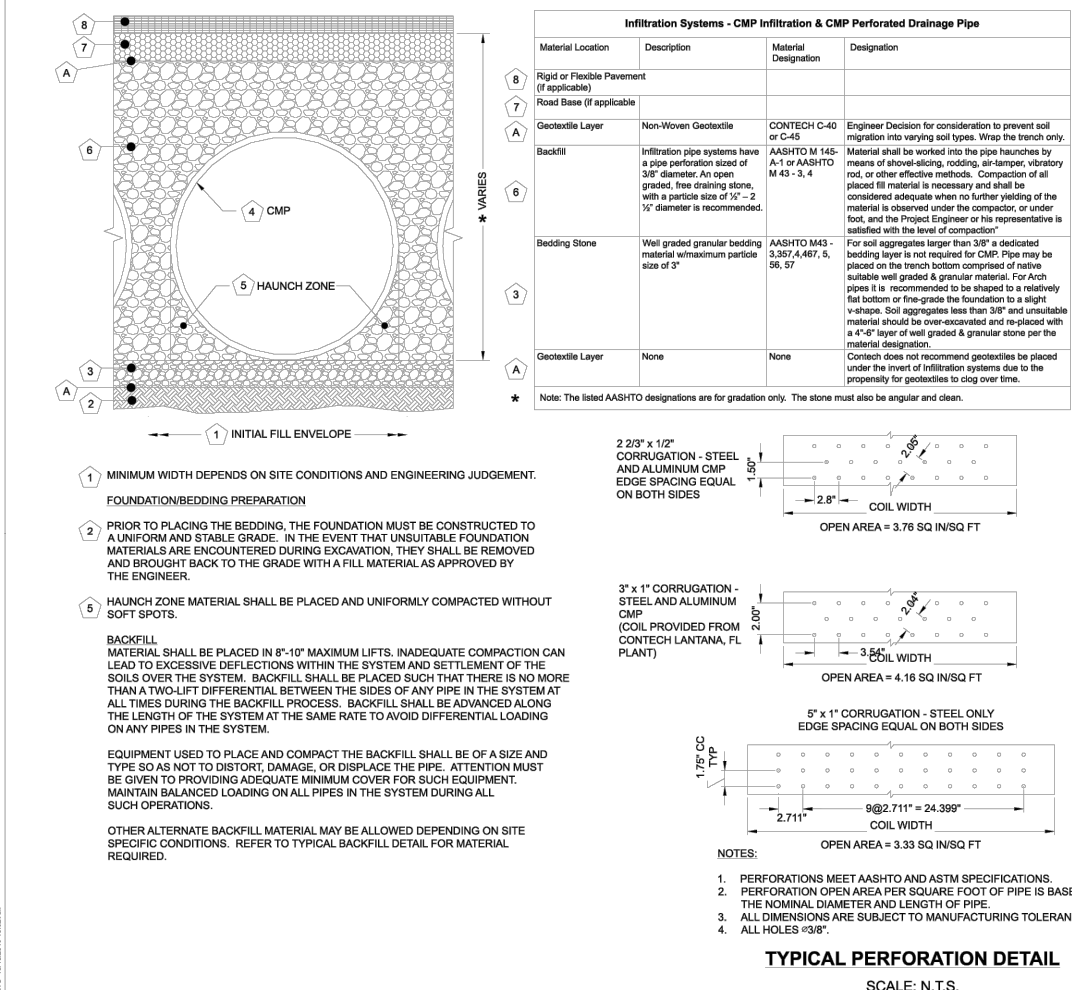 8
7
A
6
4
CMP
5
HAUNCH ZONE
* VARIES
3
A
2
1
INITIAL FILL ENVELOPE
Infiltration Systems - CMP Infiltration & CMP Perforated Drainage Pipe
Material Location
Description
Material
Designation
Designation
8
Rigid or Flexible Pavement
(if applicable)
7
Road Base (if applicable
A
Geotextile Layer
Non-Woven Geotextile
CONTECH C-40
or C-45
Engineer Decision for consideration to prevent soil
migration into varying soil types. Wrap the trench only.
6
Backfill
Infiltration pipe systems have
a pipe perforation sized of
3/8" diameter. An open
graded, free draining stone,
with a particle size of ½" – 2
½" diameter is recommended.
AASHTO M 145-
A-1 or AASHTO
M 43 - 3, 4
Material shall be worked into the pipe haunches by
means of shovel-slicing, rodding, air-tamper, vibratory
rod, or other effective methods. Compaction of all
placed fill material is necessary and shall be
considered adequate when no further yielding of the
material is observed under the compactor, or under
foot, and the Project Engineer or his representative is
satisfied with the level of compaction"
3
Bedding Stone
Well graded granular bedding
material w/maximum particle
size of 3"
AASHTO M43 -
3,357,4,467, 5,
56, 57
For soil aggregates larger than 3/8" a dedicated
bedding layer is not required for CMP. Pipe may be
placed on the trench bottom comprised of native
suitable well graded & granular material. For Arch
pipes it is recommended to be shaped to a relatively
flat bottom or fine-grade the foundation to a slight
v-shape. Soil aggregates less than 3/8" and unsuitable
material should be over-excavated and re-placed with
a 4"-6" layer of well graded & granular stone per the
material designation.
A
Geotextile Layer
None
None
Contech does not recommend geotextiles be placed
under the invert of Infilitration systems due to the
propensity for geotextiles to clog over time.
* Note: The listed AASHTO designations are for gradation only. The stone must also be angular and clean.
1 MINIMUM WIDTH DEPENDS ON SITE CONDITIONS AND ENGINEERING JUDGEMENT.
FOUNDATION/BEDDING PREPARATION
2 PRIOR TO PLACING THE BEDDING, THE FOUNDATION MUST BE CONSTRUCTED TO
A UNIFORM AND STABLE GRADE. IN THE EVENT THAT UNSUITABLE FOUNDATION
MATERIALS ARE ENCOUNTERED DURING EXCAVATION, THEY SHALL BE REMOVED
AND BROUGHT BACK TO THE GRADE WITH A FILL MATERIAL AS APPROVED BY
THE ENGINEER.
5 HAUNCH ZONE MATERIAL SHALL BE PLACED AND UNIFORMLY COMPACTED WITHOUT
SOFT SPOTS.
BACKFILL
MATERIAL SHALL BE PLACED IN 8"-10" MAXIMUM LIFTS. INADEQUATE COMPACTION CAN
LEAD TO EXCESSIVE DEFLECTIONS WITHIN THE SYSTEM AND SETTLEMENT OF THE
SOILS OVER THE SYSTEM. BACKFILL SHALL BE PLACED SUCH THAT THERE IS NO MORE
THAN A TWO-LIFT DIFFERENTIAL BETWEEN THE SIDES OF ANY PIPE IN THE SYSTEM AT
ALL TIMES DURING THE BACKFILL PROCESS. BACKFILL SHALL BE ADVANCED ALONG
THE LENGTH OF THE SYSTEM AT THE SAME RATE TO AVOID DIFFERENTIAL LOADING
ON ANY PIPES IN THE SYSTEM.
EQUIPMENT USED TO PLACE AND COMPACT THE BACKFILL SHALL BE OF A SIZE AND
TYPE SO AS NOT TO DISTORT, DAMAGE, OR DISPLACE THE PIPE. ATTENTION MUST
BE GIVEN TO PROVIDING ADEQUATE MINIMUM COVER FOR SUCH EQUIPMENT.
MAINTAIN BALANCED LOADING ON ALL PIPES IN THE SYSTEM DURING ALL
SUCH OPERATIONS.
OTHER ALTERNATE BACKFILL MATERIAL MAY BE ALLOWED DEPENDING ON SITE
SPECIFIC CONDITIONS. REFER TO TYPICAL BACKFILL DETAIL FOR MATERIAL
REQUIRED.
2 2/3" x 1/2"
CORRUGATION - STEEL
AND ALUMINUM CMP
EDGE SPACING EQUAL
ON BOTH SIDES
1.50"
2.05"
2.8"
COIL WIDTH
OPEN AREA = 3.76 SQ IN/SQ FT
3" x 1" CORRUGATION -
STEEL AND ALUMINUM
CMP
(COIL PROVIDED FROM
CONTECH LANTANA, FL
PLANT)
2.00"
2.04"
3.54"
COIL WIDTH
OPEN AREA = 4.16 SQ IN/SQ FT
5" x 1" CORRUGATION - STEEL ONLY
EDGE SPACING EQUAL ON BOTH SIDES
1.75" CC
TYP
2.711"
9@2.711" = 24.399"
COIL WIDTH
OPEN AREA = 3.33 SQ IN/SQ FT
NOTES:
1. PERFORATIONS MEET AASHTO AND ASTM SPECIFICATIONS.
2. PERFORATION OPEN AREA PER SQUARE FOOT OF PIPE IS BASE
THE NOMINAL DIAMETER AND LENGTH OF PIPE.
3. ALL DIMENSIONS ARE SUBJECT TO MANUFACTURING TOLERAN
4. ALL HOLES ⌀3/8".
TYPICAL PERFORATION DETAIL
SCALE: N.T.S.